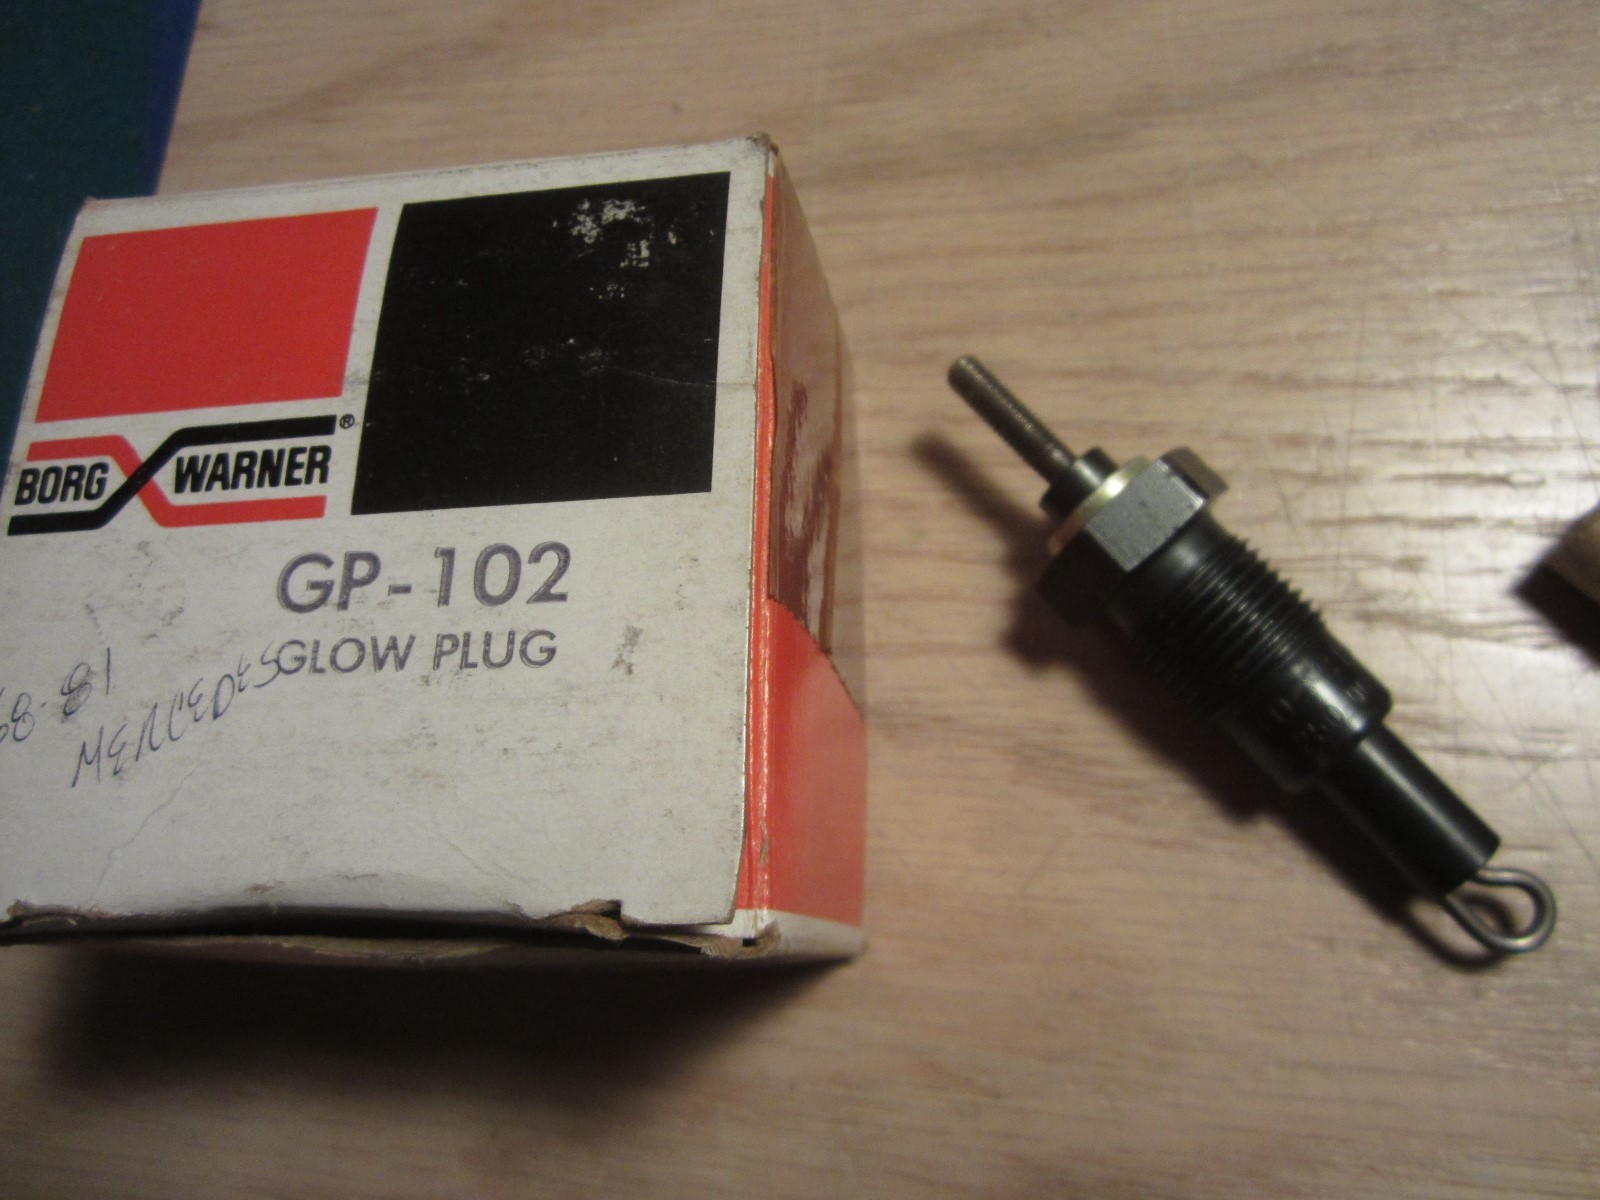 BORG WARNER®
GP-102
GLOW PLUG
68-81
MERCEDES